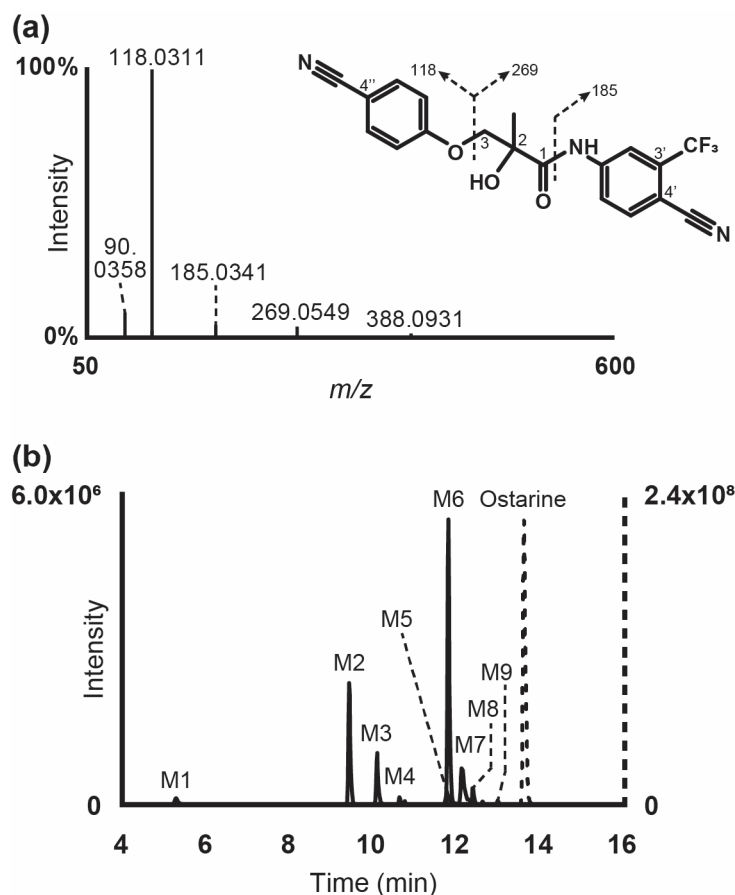 (a)
100%
118.0311
90.
0358
185.0341
269.0549
388.0931
Intensity
0%
50
600
m/z
N
4''
O
3
118
269
2
HO
1
O
NH
185
3'
CF₃
4'
N
(b)
6.0x10⁶
2.4x10⁸
M6
Ostarine
M5
M9
M2
M8
M3
M7
M4
M1
Intensity
0
0
4
6
8
10
12
14
16
Time (min)